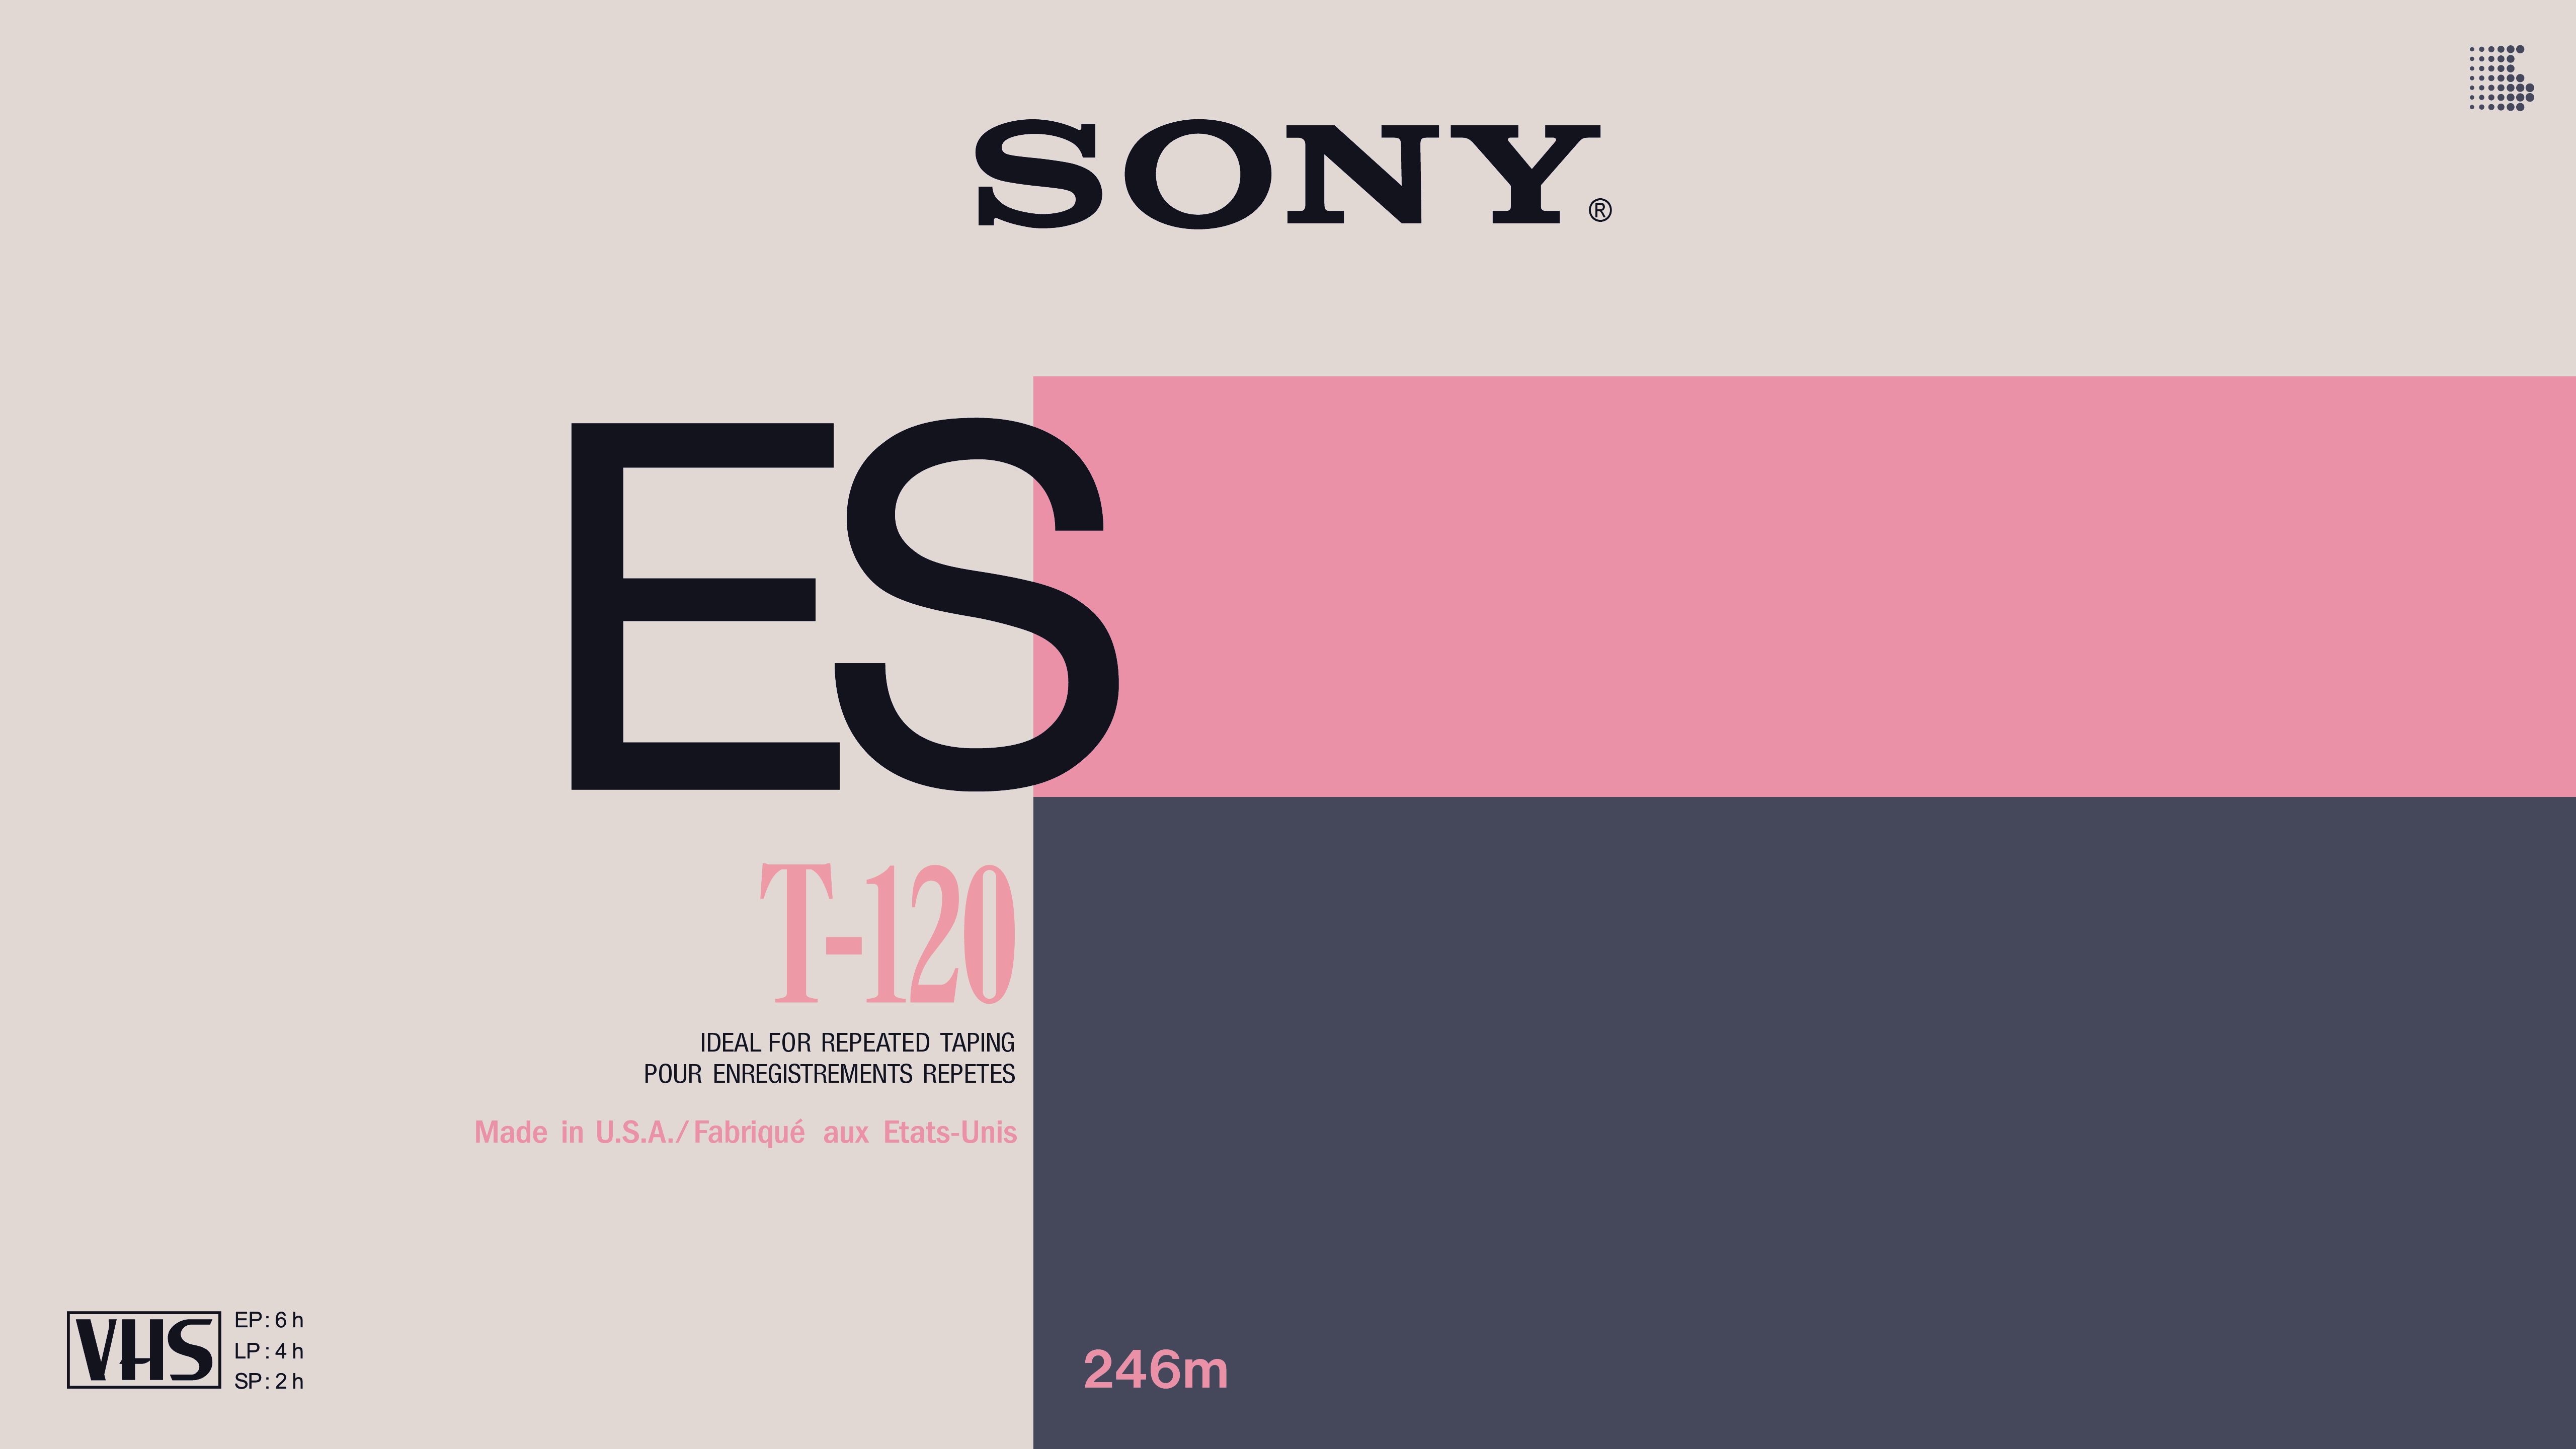 SONY®
ES
T-120
IDEAL FOR REPEATED TAPING
POUR ENREGISTREMENTS REPETES
Made in U.S.A./Fabriqué aux Etats-Unis
VHS
EP: 6 h
LP: 4 h
SP: 2 h
246m